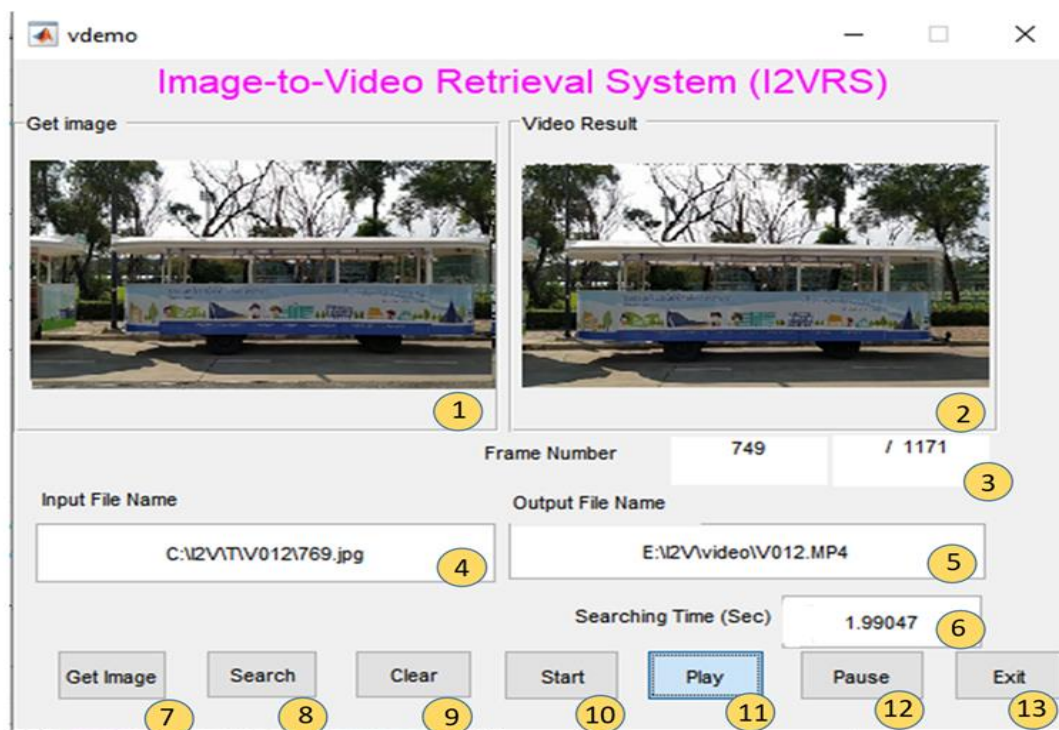 vdemo
Image-to-Video Retrieval System (I2VRS)
Get image
Video Result
1
2
Frame Number 749 / 1171
3
Input File Name
Output File Name
C:\I2V\T\V012\769.jpg
4
E:\I2V\video\V012.MP4
5
Searching Time (Sec) 1.99047
6
Get Image Search Clear Start Play Pause Exit
7 8 9 10 11 12 13